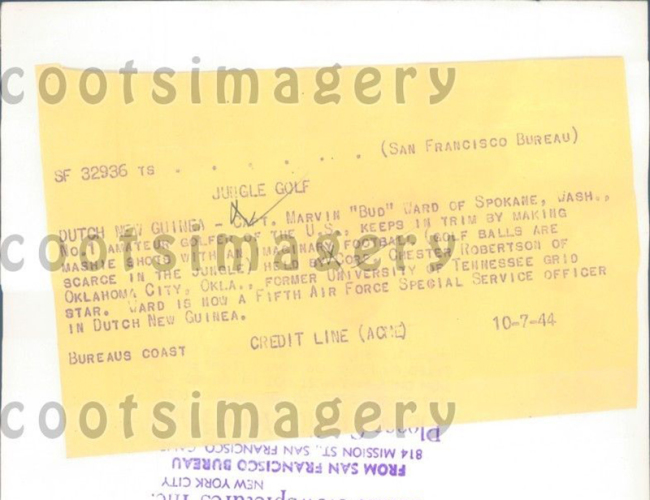 cootsimagery
(SAN FRANCISCO BUREAU)
SF 32936 TS . . . . . . .
JUNGLE GOLF
DUTCH NEW GUINEA - MARVIN "BUD" WARD OF SPOKANE, WASH.,
NO. 1 AMATEUR GOLFER OF THE U.S., KEEPS IN TRIM BY MAKING
MASHIE SHOTS WITH AN IMAGINARY FOOTBALL (GOLF BALLS ARE
cootsimagery
SCARCE IN THE JUNGLE) HELD BY CHESTER ROBERTSON OF
OKLAHOMA CITY, OKLA., FORMER UNIVERSITY OF TENNESSEE GRID
STAR. WARD IS NOW A FIFTH AIR FORCE SPECIAL SERVICE OFFICER
IN DUTCH NEW GUINEA.
BUREAUS COAST CREDIT LINE (ACME) 10-7-44
cootsimagery
814 MISSION ST., SAN FRANCISCO,
FROM SAN FRANCISCO BUREAU
NEW YORK CITY
Inc.